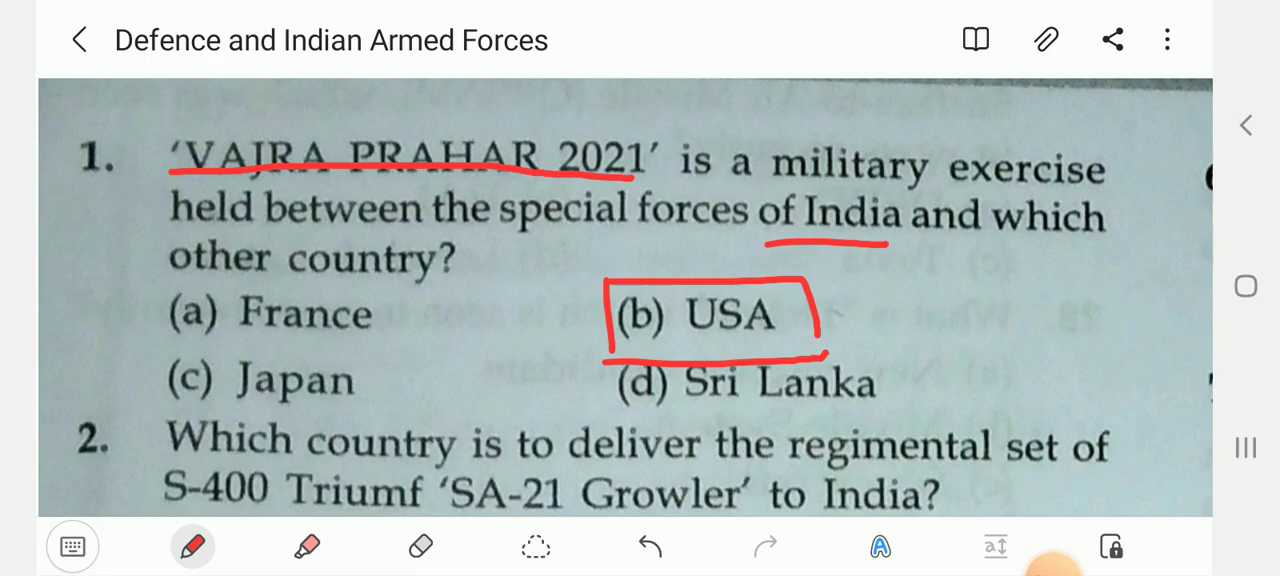 Defence and Indian Armed Forces
1. 'VAJRA PRAHAR 2021' is a military exercise
held between the special forces of India and which
other country?
(a) France (b) USA
(c) Japan (d) Sri Lanka
2. Which country is to deliver the regimental set of
S-400 Triumf 'SA-21 Growler' to India?